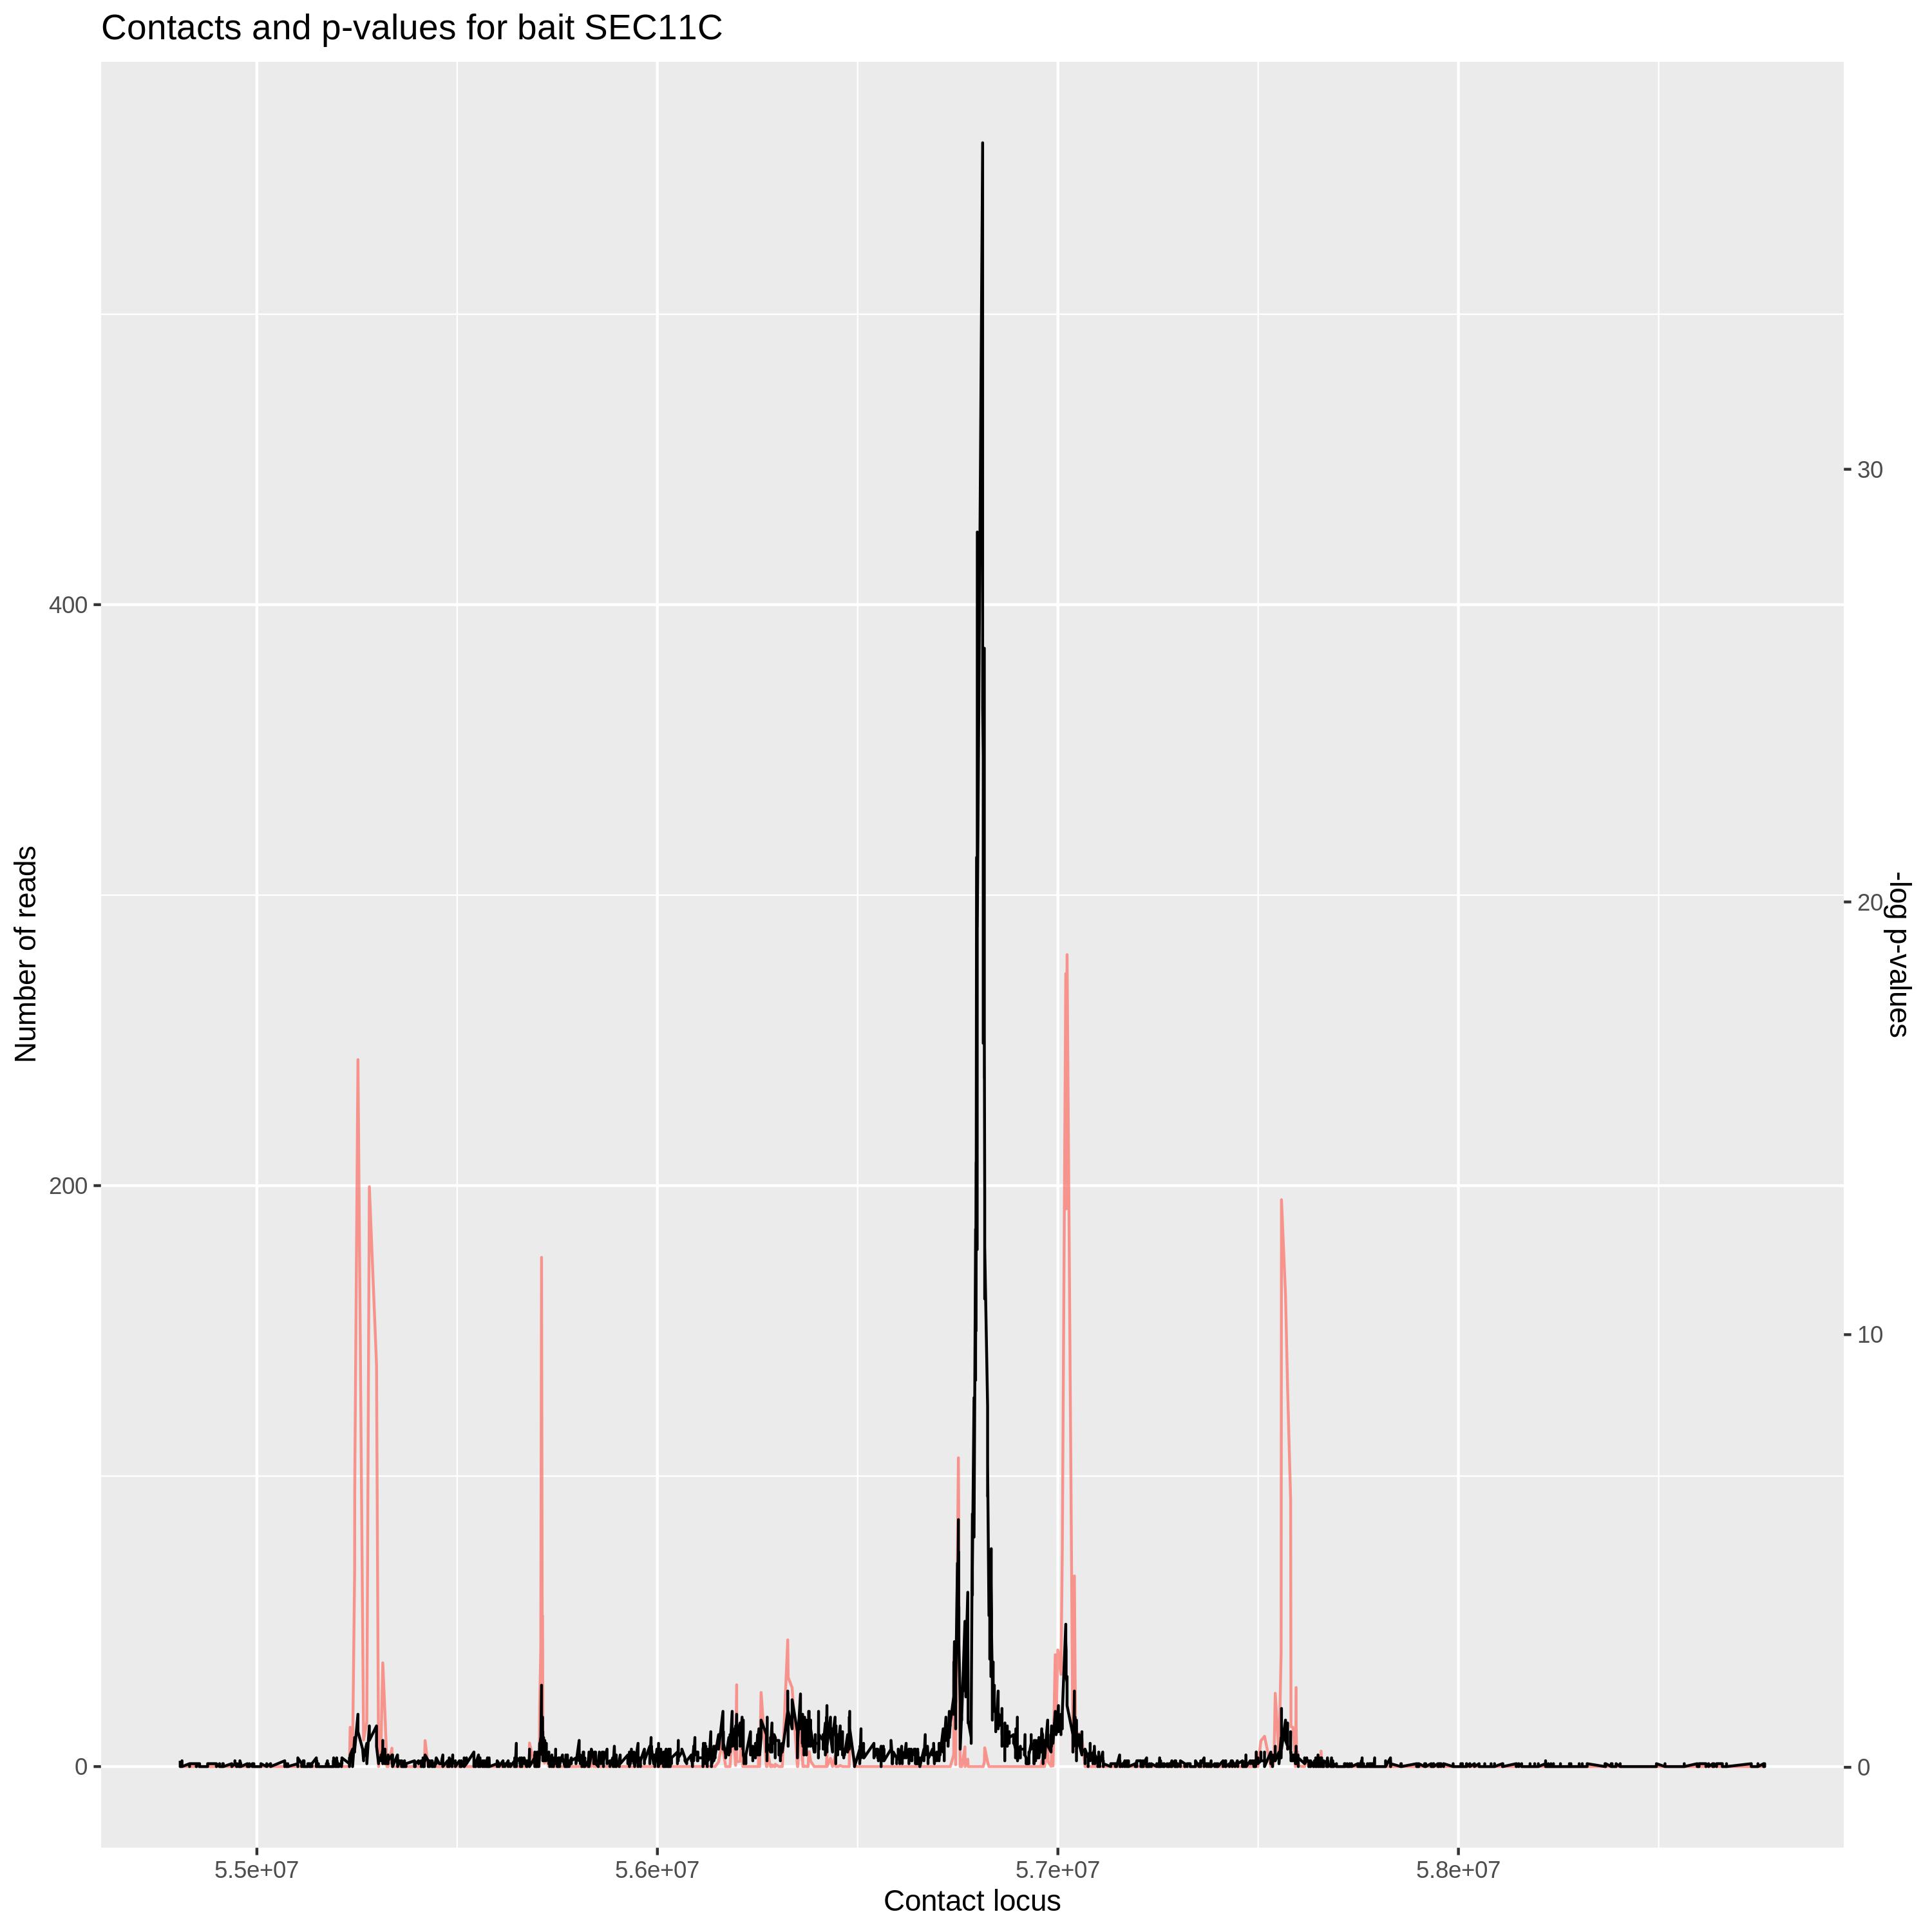 Contacts and p-values for bait SEC11C
Number of reads
400
200
0
30
20
10
0
-log p-values
5.5e+07 5.6e+07 5.7e+07 5.8e+07
Contact locus